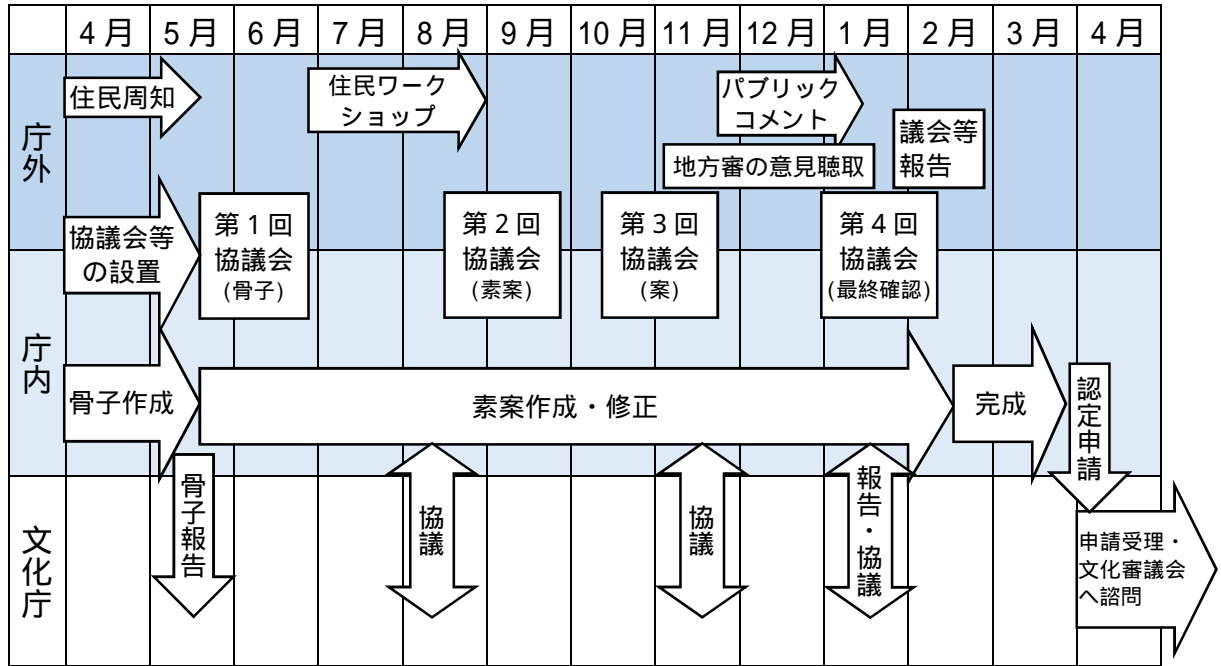 4月 5月 6月 7月 8月 9月 10月 11月 12月 1月 2月 3月 4月
庁外
住民周知
住民ワーク
ショップ
パブリック
コメント
地方審の意見聴取
議会等
報告
協議会等
の設置
第1回
協議会
(骨子)
第2回
協議会
(素案)
第3回
協議会
(案)
第4回
協議会
(最終確認)
庁内
骨子作成
素案作成・修正
完成
認定申請
文化庁
骨子報告
協議
協議
報告・協議
申請受理・
文化審議会
へ諮問